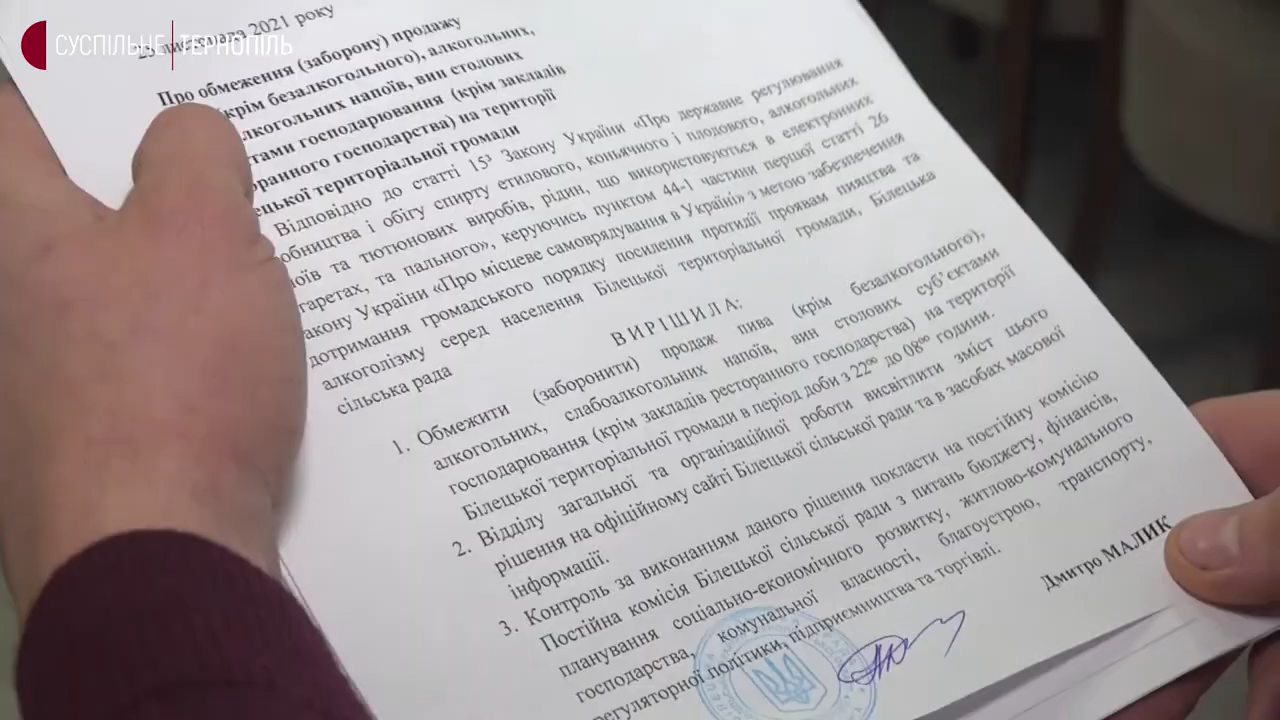 СУСПІЛЬНЕ ТЕРНОПІЛЬ
2021 року
Про обмеження (заборону) продажу
(крім безалкогольного), алкогольних,
алкогольних напоїв, вин столових
тами господарювання (крім закладів
оранного господарства) на території
ецької територіальної громади
Відповідно до статті 15³ Закону України «Про державне регулювання
обництва і обігу спирту етилового, коньячного і плодового, алкогольних
оїв та тютюнових виробів, рідин, що використовуються в електронних
гаретах, та пального», керуючись пунктом 44-1 частини першої статті 26
акону України «Про місцеве самоврядування в Україні» з метою забезпечення
дотримання громадського порядку посилення протидії проявам пияцтва та
алкоголізму серед населення Білецької територіальної громади, Білецька
сільська рада
В И Р І Ш И Л А:
1. Обмежити (заборонити) продаж пива (крім безалкогольного),
алкогольних, слабоалкогольних напоїв, вин столових суб’єктами
господарювання (крім закладів ресторанного господарства) на території
Білецької територіальної громади в період доби з 22⁰⁰ до 08⁰⁰ години.
2. Відділу загальної та організаційної роботи висвітлити зміст цього
рішення на офіційному сайті Білецької сільської ради та в засобах масової
інформації.
3. Контроль за виконанням даного рішення покласти на постійну комісію
Постійна комісія Білецької сільської ради з питань бюджету, фінансів,
планування соціально-економічного розвитку, житлово-комунального
господарства, комунальної власності, благоустрою, транспорту,
регуляторної політики, підприємництва та торгівлі.
Дмитро МАЛИК